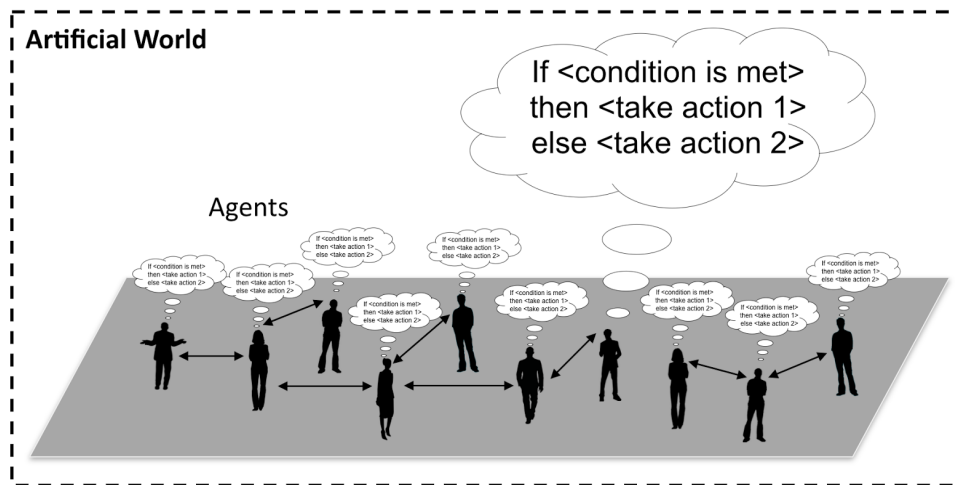 Artificial World
If <condition is met>
then <take action 1>
else <take action 2>
Agents
If <condition is met>
then <take action 1>
else <take action 2>
If <condition is met>
then <take action 1>
else <take action 2>
If <condition is met>
then <take action 1>
else <take action 2>
If <condition is met>
then <take action 1>
else <take action 2>
If <condition is met>
then <take action 1>
else <take action 2>
If <condition is met>
then <take action 1>
else <take action 2>
If <condition is met>
then <take action 1>
else <take action 2>
If <condition is met>
then <take action 1>
else <take action 2>
If <condition is met>
then <take action 1>
else <take action 2>